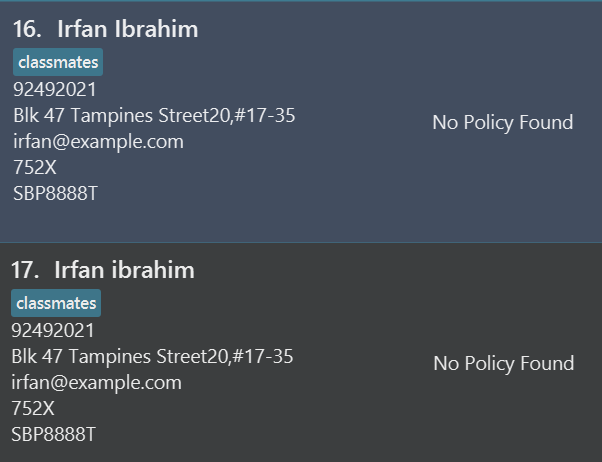 16. Irfan Ibrahim
classmates
92492021
Blk 47 Tampines Street20,#17-35
No Policy Found
irfan@example.com
752X
SBP8888T
17. Irfan ibrahim
classmates
92492021
Blk 47 Tampines Street20,#17-35
No Policy Found
irfan@example.com
752X
SBP8888T